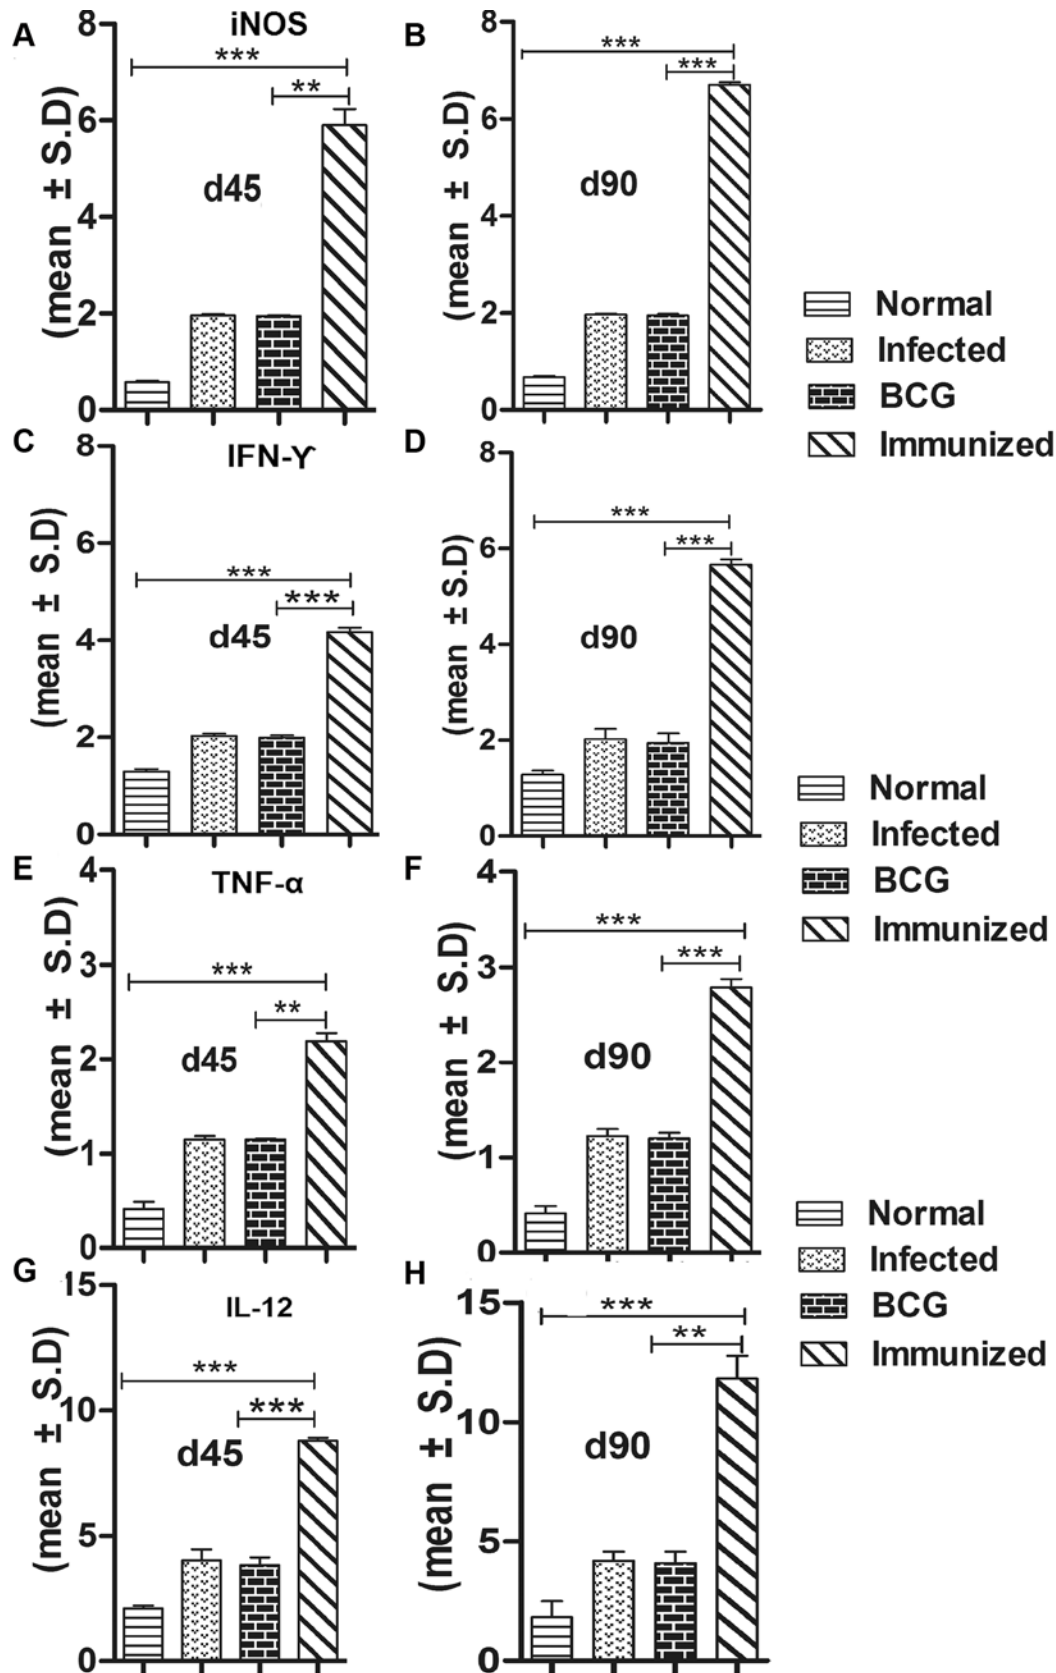 A
iNOS
8
6
4
2
0
(mean ± S.D)
***
**
d45
B
8
6
4
2
0
(mean ± S.D)
***
***
d90
Normal
Infected
BCG
Immunized
C
IFN-ϒ
8
6
4
2
0
(mean ± S.D)
***
***
d45
D
8
6
4
2
0
(mean ± S.D)
***
***
d90
Normal
Infected
BCG
Immunized
E
TNF-α
4
3
2
1
0
(mean ± S.D)
***
**
d45
F
4
3
2
1
0
(mean ± S.D)
***
***
d90
Normal
Infected
BCG
Immunized
G
IL-12
15
10
5
0
(mean ± S.D)
***
***
d45
H
15
10
5
0
(mean ± S.D)
***
**
d90